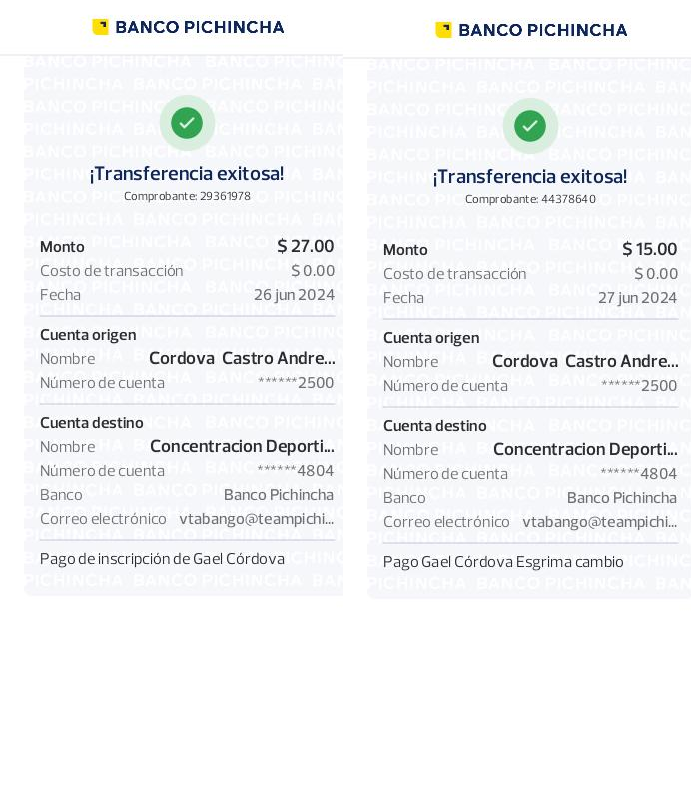 BANCO PICHINCHA
¡Transferencia exitosa!
Comprobante: 29361978
Monto $ 27.00
Costo de transacción $ 0.00
Fecha 26 jun 2024
Cuenta origen
Nombre Cordova Castro Andre...
Número de cuenta ******2500
Cuenta destino
Nombre Concentracion Deporti...
Número de cuenta ******4804
Banco Banco Pichincha
Correo electrónico vtabango@teampichi...
Pago de inscripción de Gael Córdova
BANCO PICHINCHA
¡Transferencia exitosa!
Comprobante: 44378640
Monto $ 15.00
Costo de transacción $ 0.00
Fecha 27 jun 2024
Cuenta origen
Nombre Cordova Castro Andre...
Número de cuenta ******2500
Cuenta destino
Nombre Concentracion Deporti...
Número de cuenta ******4804
Banco Banco Pichincha
Correo electrónico vtabango@teampichi...
Pago Gael Córdova Esgrima cambio